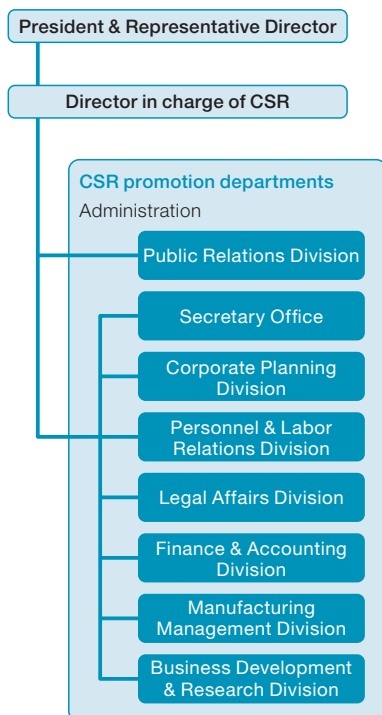 President & Representative Director
Director in charge of CSR
CSR promotion departments
Administration
Public Relations Division
Secretary Office
Corporate Planning
Division
Personnel & Labor
Relations Division
Legal Affairs Division
Finance & Accounting
Division
Manufacturing
Management Division
Business Development
& Research Division